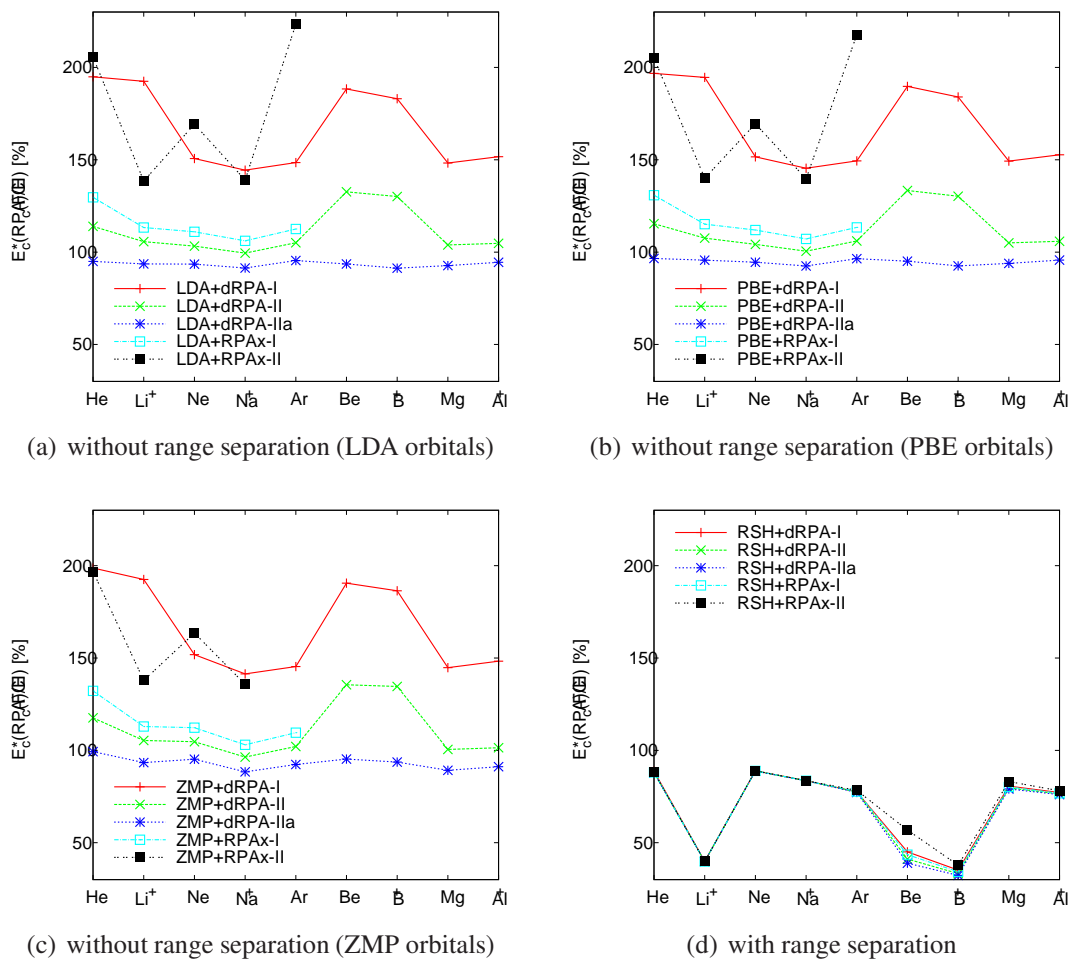 200
150
100
50
E*c(RPA
[%]
LDA+dRPA-I
LDA+dRPA-II
LDA+dRPA-IIa
LDA+RPAx-I
LDA+RPAx-II
He Li+ Ne Na+ Ar Be B+ Mg Al+
(a) without range separation (LDA orbitals)
200
150
100
50
E*c(RPA
[%]
PBE+dRPA-I
PBE+dRPA-II
PBE+dRPA-IIa
PBE+RPAx-I
PBE+RPAx-II
He Li+ Ne Na+ Ar Be B+ Mg Al+
(b) without range separation (PBE orbitals)
200
150
100
50
E*c(RPA
[%]
ZMP+dRPA-I
ZMP+dRPA-II
ZMP+dRPA-IIa
ZMP+RPAx-I
ZMP+RPAx-II
He Li+ Ne Na+ Ar Be B+ Mg Al+
(c) without range separation (ZMP orbitals)
RSH+dRPA-I
RSH+dRPA-II
RSH+dRPA-IIa
RSH+RPAx-I
RSH+RPAx-II
200
150
100
50
E*c(RPA
[%]
He Li+ Ne Na+ Ar Be B+ Mg Al+
(d) with range separation